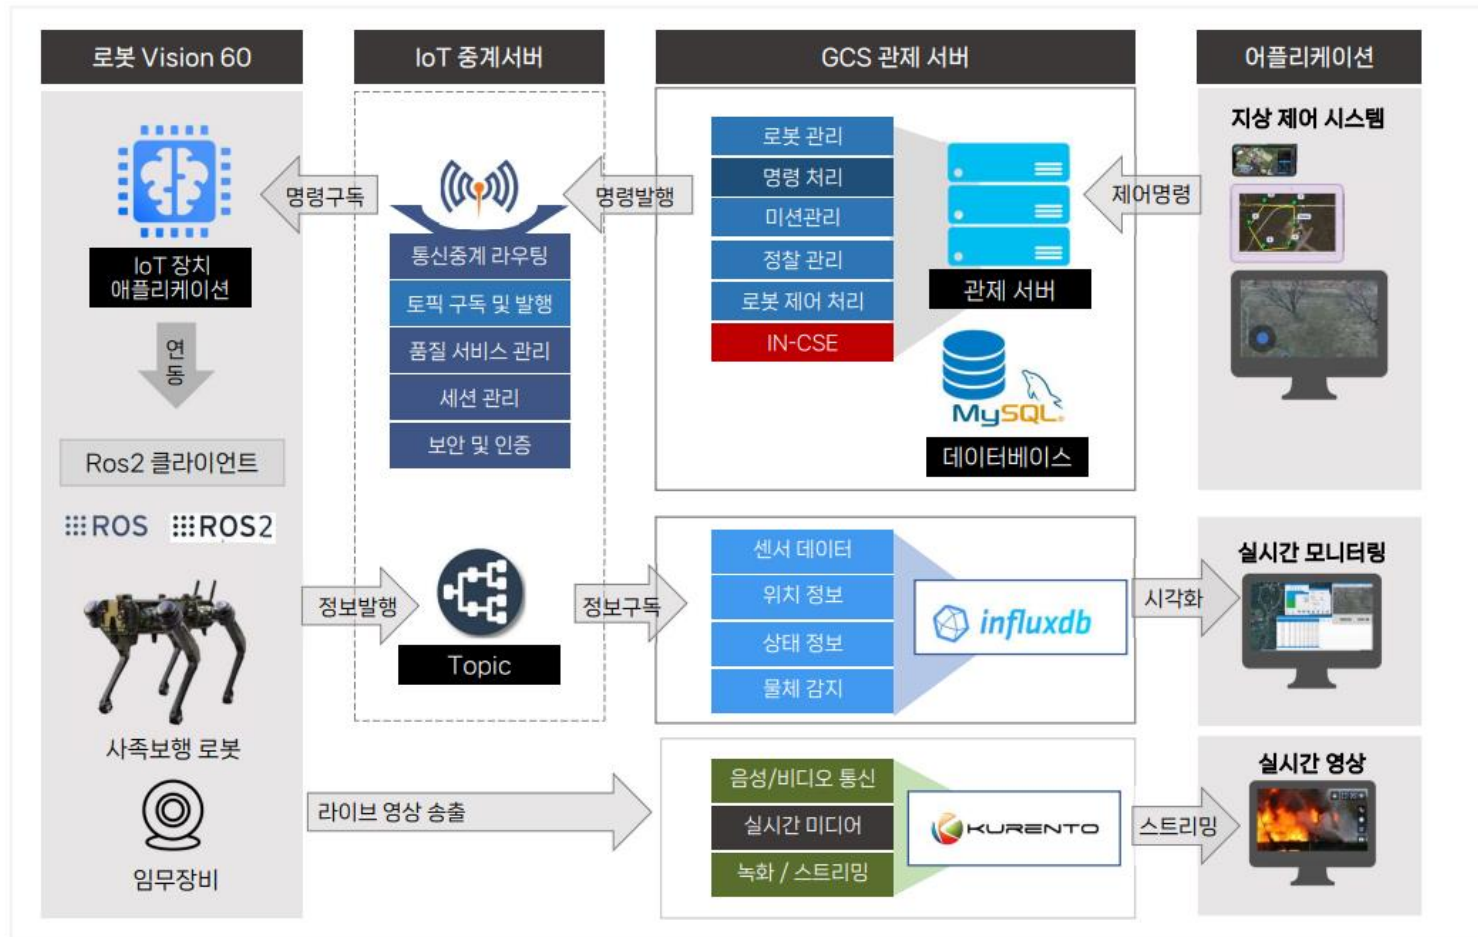 로봇 Vision 60
IoT 중계서버
GCS 관제 서버
어플리케이션
IoT 장치
애플리케이션
연
동
Ros2 클라이언트
ROS
ROS2
사족보행 로봇
임무장비
명령구독
통신중계 라우팅
토픽 구독 및 발행
품질 서비스 관리
세션 관리
보안 및 인증
정보발행
Topic
명령발행
로봇 관리
명령 처리
미션관리
정찰 관리
로봇 제어 처리
IN-CSE
관제 서버
MySQL
데이터베이스
제어명령
지상 제어 시스템
정보구독
센서 데이터
위치 정보
상태 정보
물체 감지
influxdb
시각화
실시간 모니터링
라이브 영상 송출
음성/비디오 통신
실시간 미디어
녹화 / 스트리밍
KURENTO
스트리밍
실시간 영상